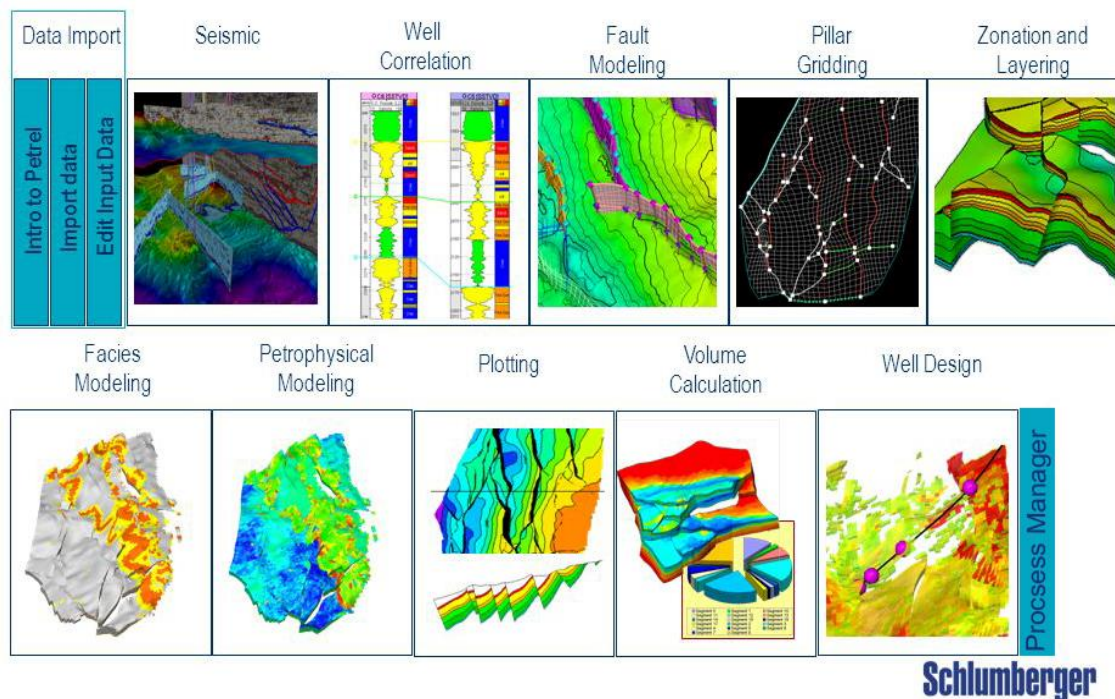 Data Import
Seismic
Well
Correlation
Fault
Modeling
Pillar
Gridding
Zonation and
Layering
Intro to Petrel
Import data
Edit Input Data
Facies
Modeling
Petrophysical
Modeling
Plotting
Volume
Calculation
Well Design
Procsess Manager
Schlumberger